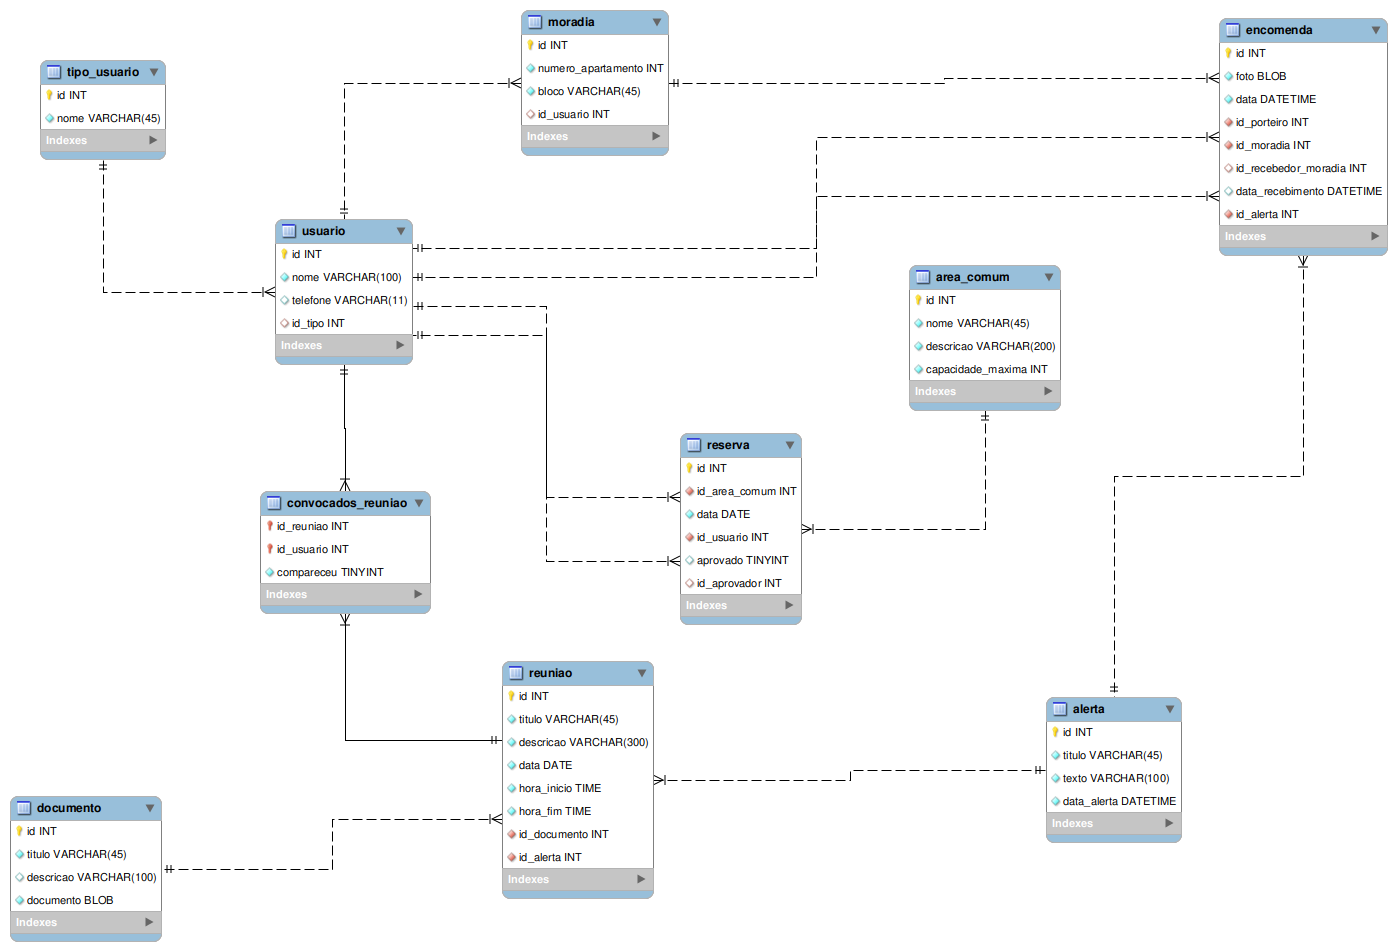 moradia
id INT
numero_apartamento INT
bloco VARCHAR(45)
id_usuario INT
Indexes
encomenda
id INT
foto BLOB
data DATETIME
id_porteiro INT
id_moradia INT
id_recebedor_moradia INT
data_recebimento DATETIME
id_alerta INT
Indexes
tipo_usuario
id INT
nome VARCHAR(45)
Indexes
usuario
id INT
nome VARCHAR(100)
telefone VARCHAR(11)
id_tipo INT
Indexes
area_comum
id INT
nome VARCHAR(45)
descricao VARCHAR(200)
capacidade_maxima INT
Indexes
reserva
id INT
id_area_comum INT
data DATE
id_usuario INT
aprovado TINYINT
id_aprovador INT
Indexes
convocados_reuniao
id_reuniao INT
id_usuario INT
compareceu TINYINT
Indexes
reuniao
id INT
titulo VARCHAR(45)
descricao VARCHAR(300)
data DATE
hora_inicio TIME
hora_fim TIME
id_documento INT
id_alerta INT
Indexes
alerta
id INT
titulo VARCHAR(45)
texto VARCHAR(100)
data_alerta DATETIME
Indexes
documento
id INT
titulo VARCHAR(45)
descricao VARCHAR(100)
documento BLOB
Indexes